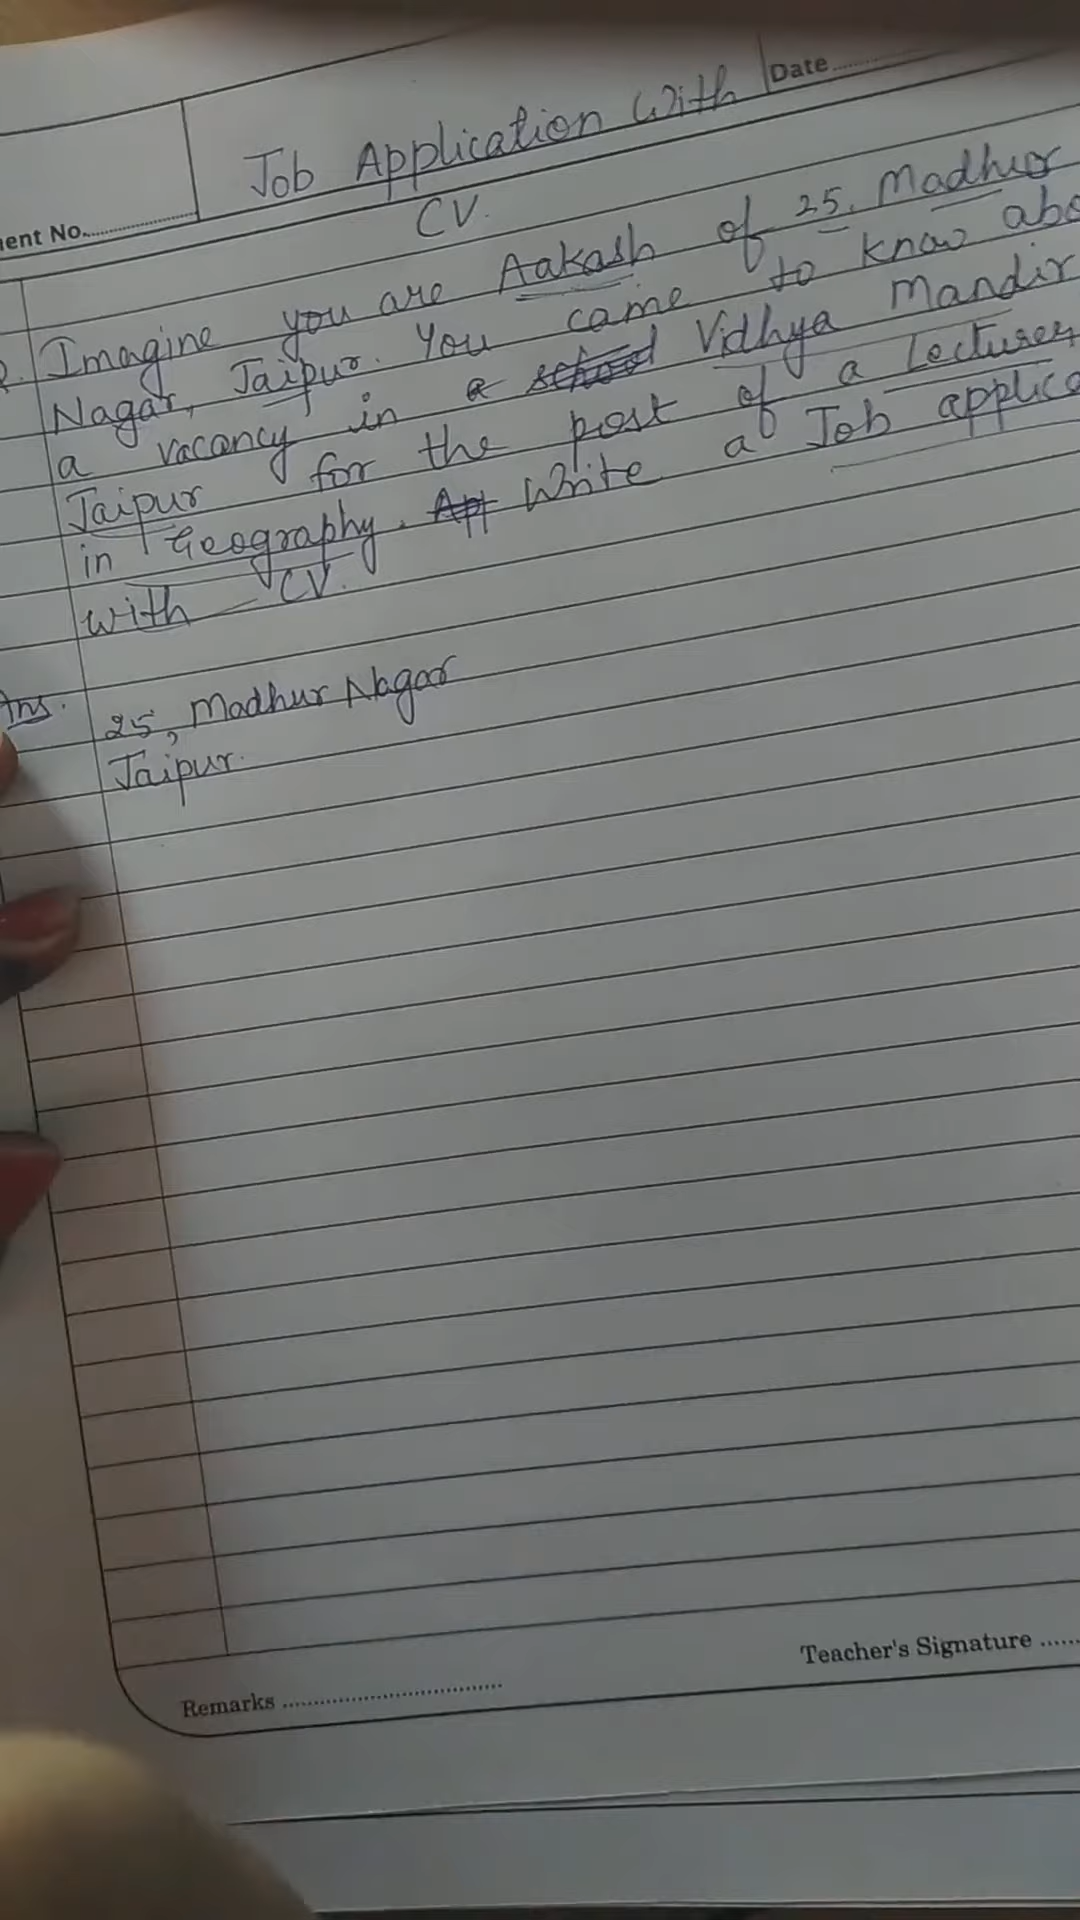 Job Application With
Date
CV.
ent No.
Imagine you are Aakash of 25, Madhur
Nagar, Jaipur. You came to know abo
a vacancy in a school Vidhya Mandir
Jaipur for the post of a Lecturer
in Geography. App Write a Job applica
with CV.
Ans.
25, Madhur Nagar
Jaipur.
Teacher's Signature
Remarks